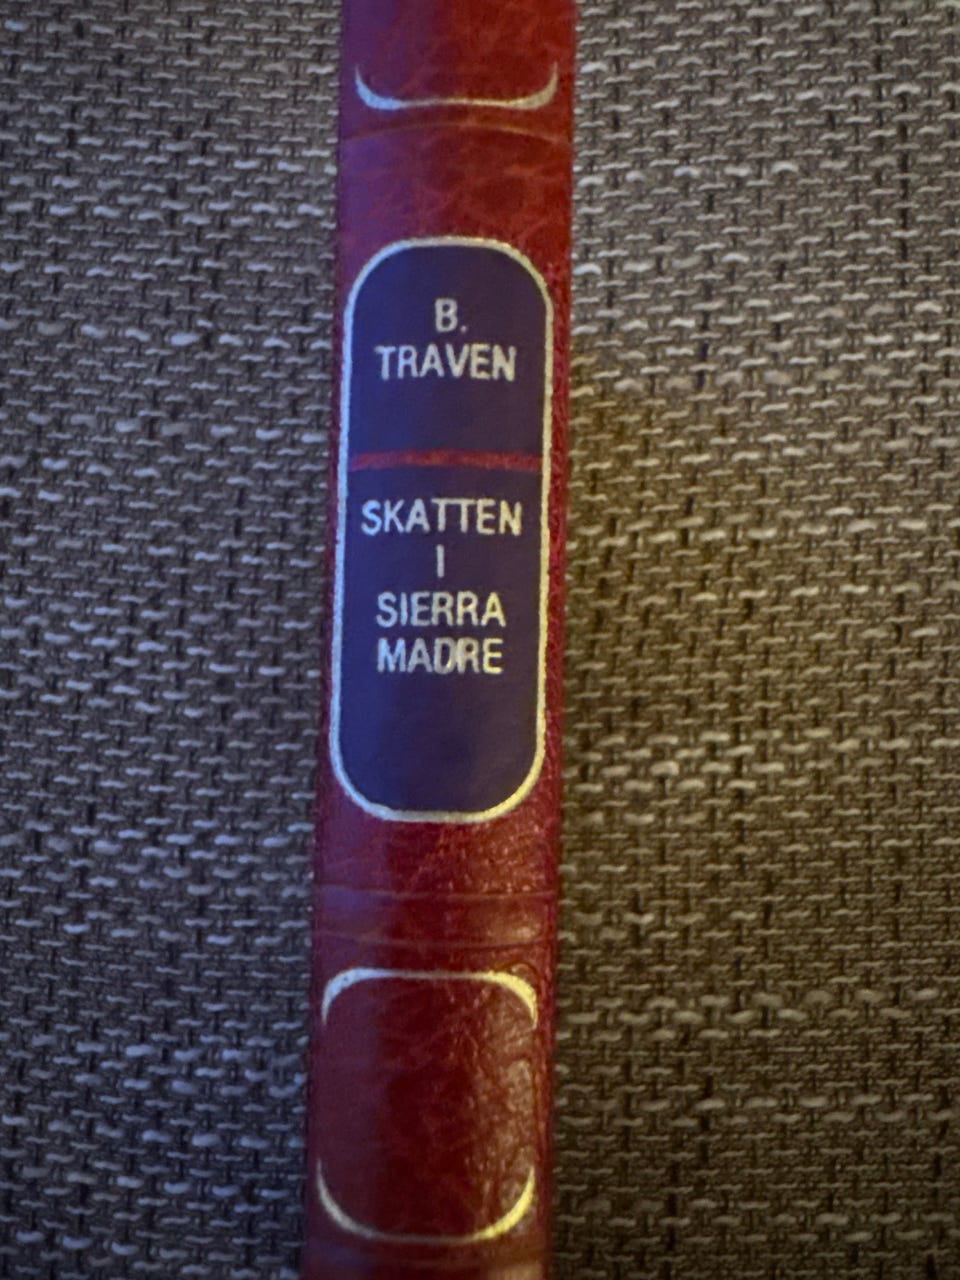 B.
TRAVEN
SKATTEN
I
SIERRA
MADRE